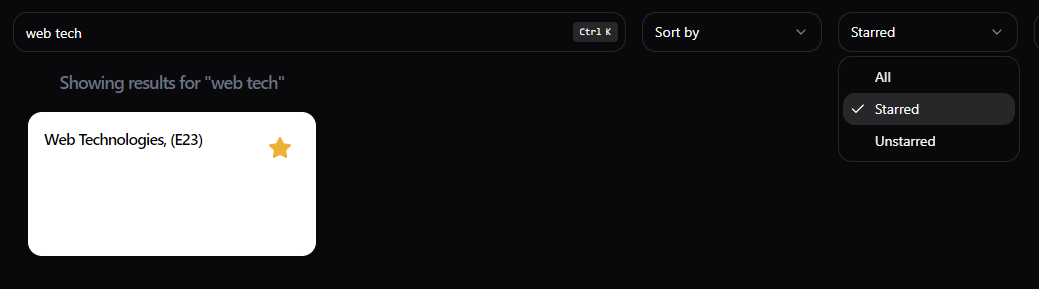 web tech
Ctrl K
Sort by
Starred
Showing results for "web tech"
All
Starred
Unstarred
Web Technologies, (E23)